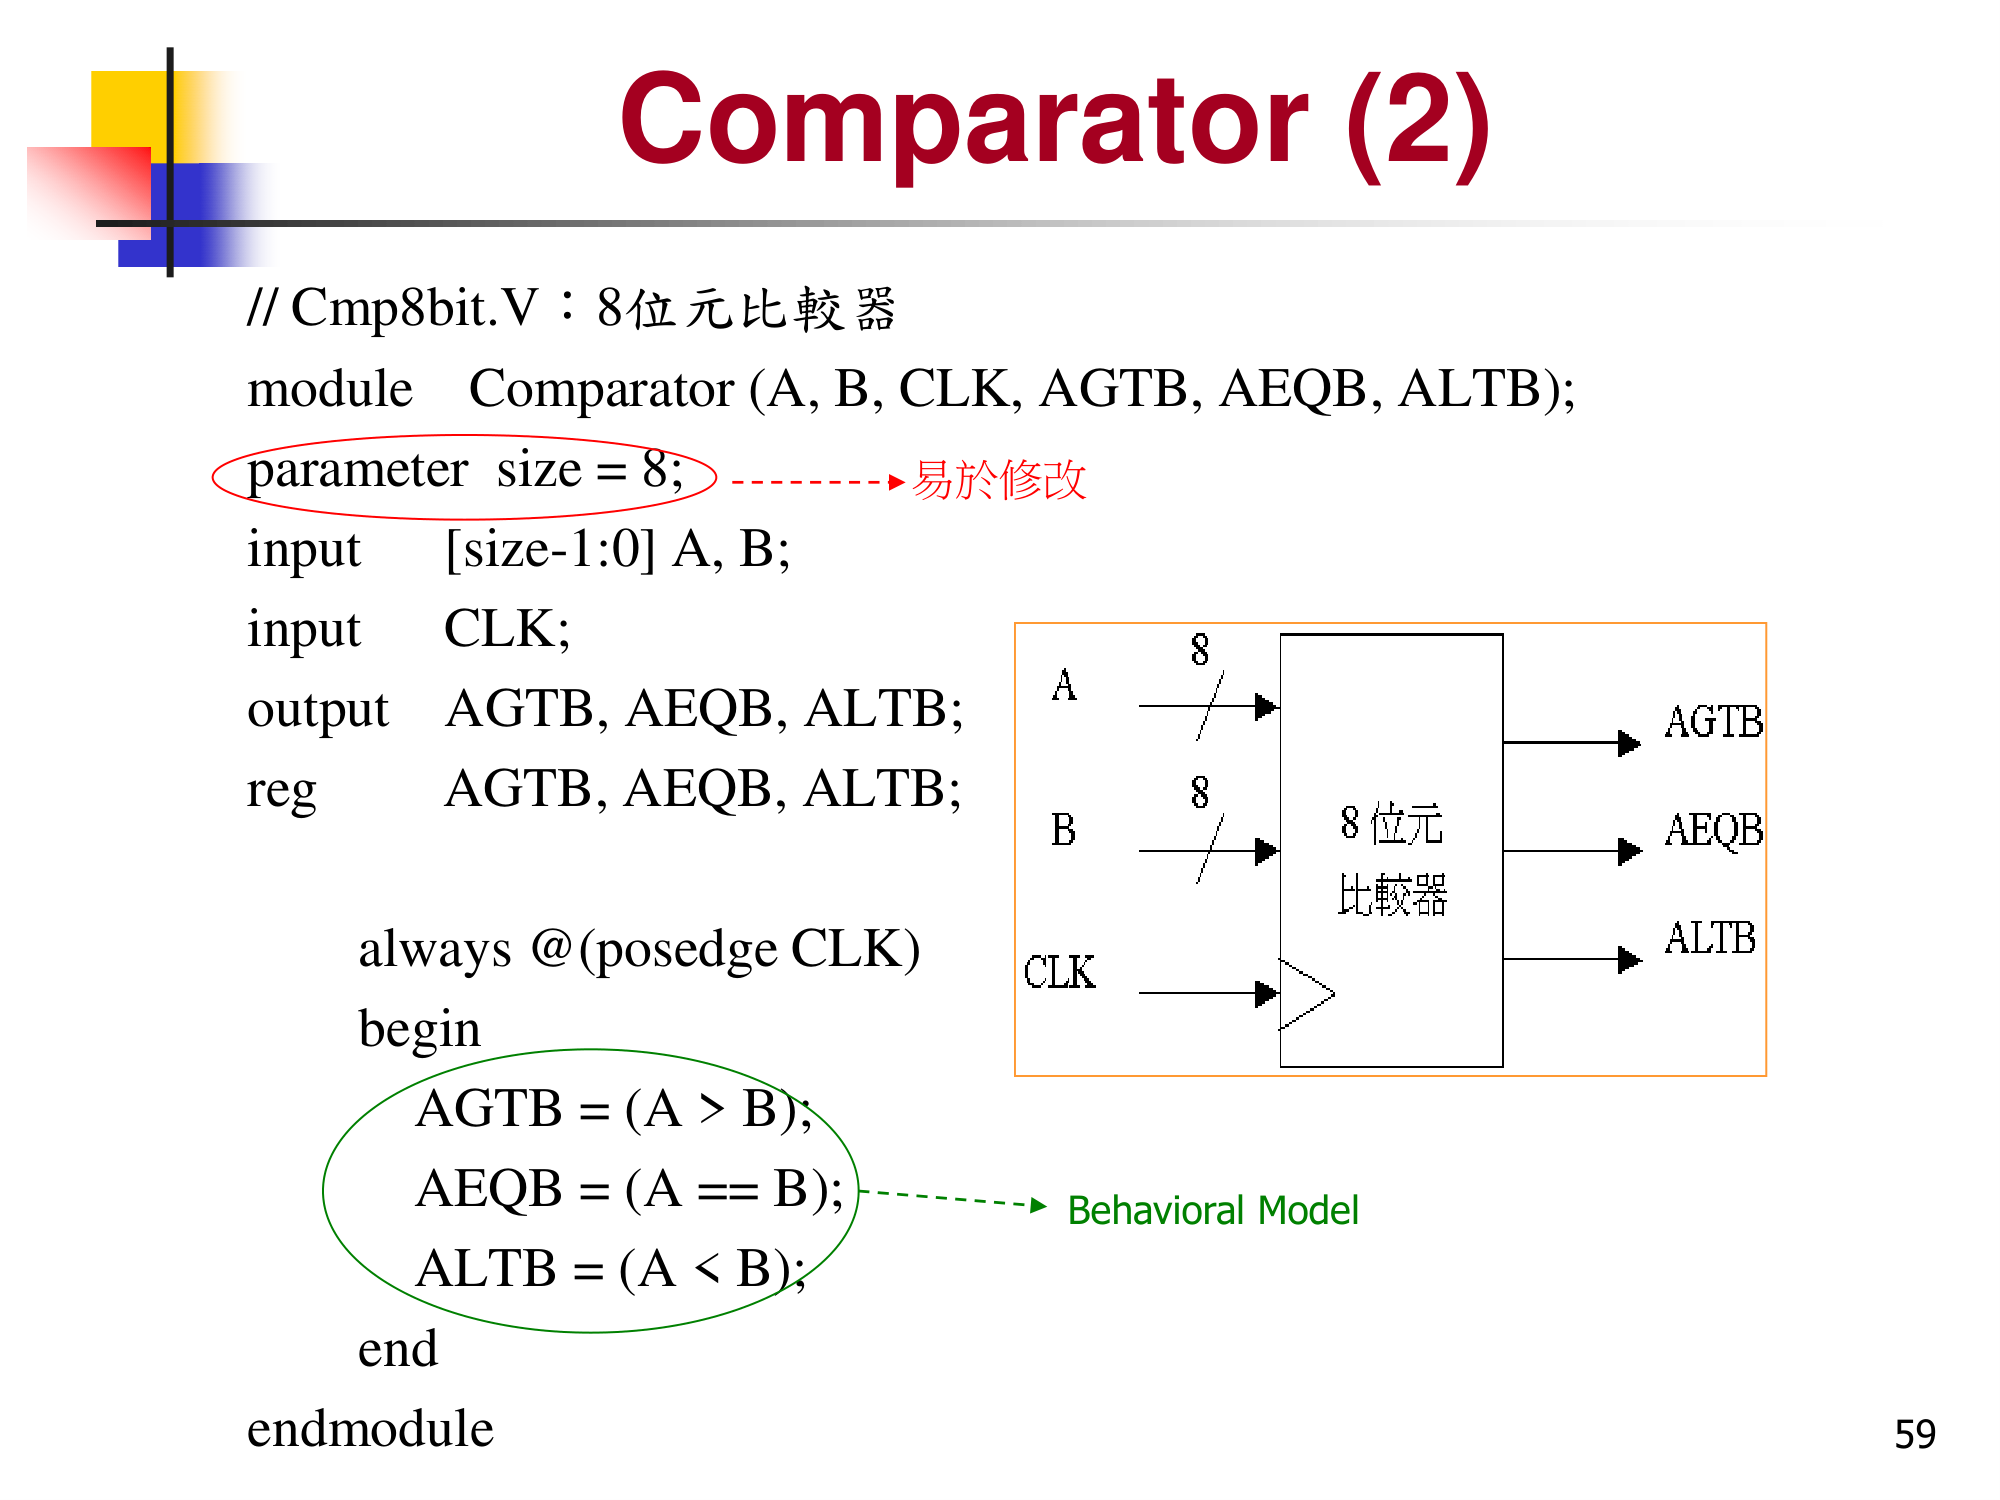 Comparator (2)
// Cmp8bit.V：8位元比較器
module Comparator (A, B, CLK, AGTB, AEQB, ALTB);
parameter size = 8;
易於修改
input [size-1:0] A, B;
input CLK;
output AGTB, AEQB, ALTB;
reg AGTB, AEQB, ALTB;
always @(posedge CLK)
begin
AGTB = (A > B);
AEQB = (A == B);
ALTB = (A < B);
end
endmodule
Behavioral Model
8
A
8
B
CLK
8 位元
比較器
AGTB
AEQB
ALTB
59